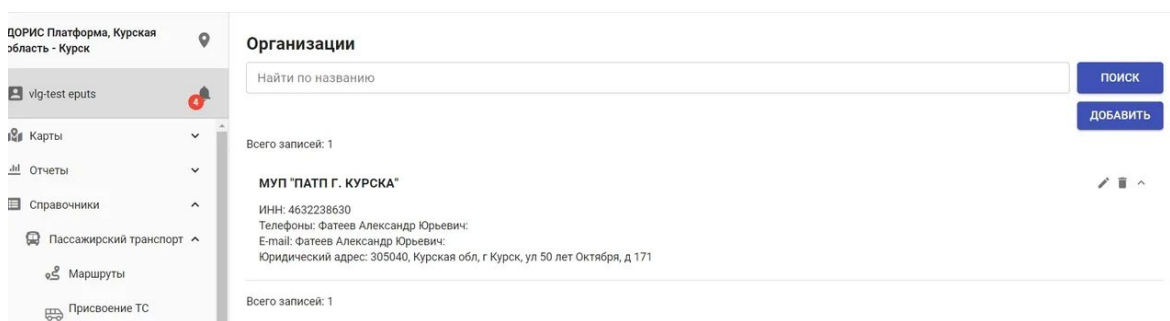 ДОРИС Платформа, Курская
область - Курск
vlg-test eputs
4
Карты
Отчеты
Справочники
Пассажирский транспорт
Маршруты
Присвоение ТС
Организации
Найти по названию
ПОИСК
ДОБАВИТЬ
Всего записей: 1
МУП "ПАТП Г. КУРСКА"
ИНН: 4632238630
Телефоны: Фатеев Александр Юрьевич:
E-mail: Фатеев Александр Юрьевич:
Юридический адрес: 305040, Курская обл, г Курск, ул 50 лет Октября, д 171
Всего записей: 1